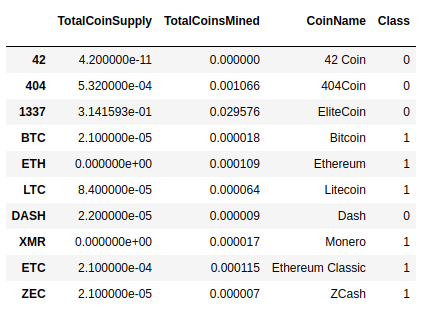 TotalCoinSupply TotalCoinsMined CoinName Class
42 4.200000e-11 0.000000 42 Coin 0
404 5.320000e-04 0.001066 404Coin 0
1337 3.141593e-01 0.029576 EliteCoin 0
BTC 2.100000e-05 0.000018 Bitcoin 1
ETH 0.000000e+00 0.000109 Ethereum 1
LTC 8.400000e-05 0.000064 Litecoin 1
DASH 2.200000e-05 0.000009 Dash 0
XMR 0.000000e+00 0.000017 Monero 1
ETC 2.100000e-04 0.000115 Ethereum Classic 1
ZEC 2.100000e-05 0.000007 ZCash 1